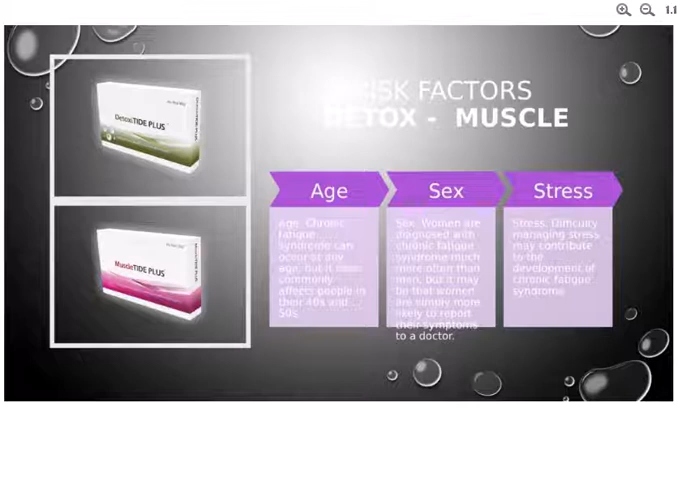 1.1
RISK FACTORS
DETOX - MUSCLE
DetoxiTIDE PLUS
MuscleTIDE PLUS
Age
Age. Chronic
fatigue
syndrome can
occur at any
age, but it
commonly
affects people in
their 40s and
50s
Sex
Sex. Women are
diagnosed with
chronic fatigue
syndrome much
more often than
men, but it may
be that women
are simply more
likely to report
their symptoms
to a doctor.
Stress
Stress. Difficulty
managing stress
may contribute
to the
development of
chronic fatigue
syndrome